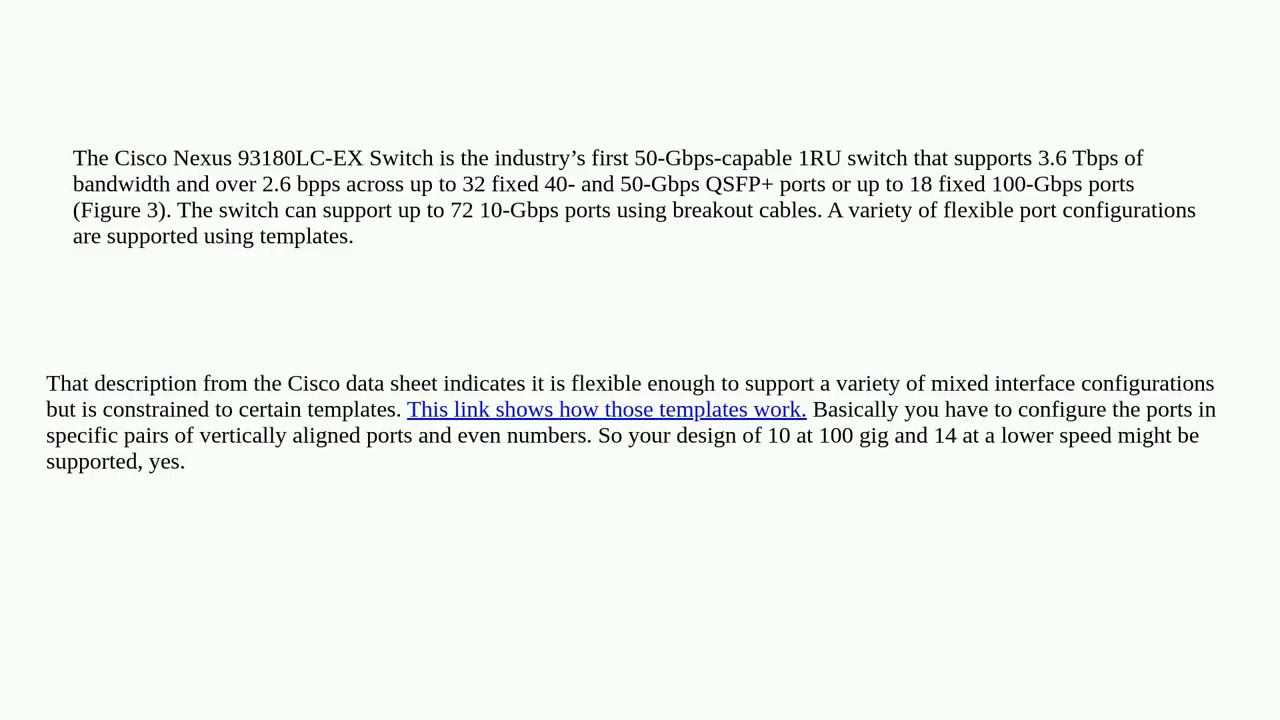 The Cisco Nexus 93180LC-EX Switch is the industry’s first 50-Gbps-capable 1RU switch that supports 3.6 Tbps of
bandwidth and over 2.6 bpps across up to 32 fixed 40- and 50-Gbps QSFP+ ports or up to 18 fixed 100-Gbps ports
(Figure 3). The switch can support up to 72 10-Gbps ports using breakout cables. A variety of flexible port configurations
are supported using templates.
That description from the Cisco data sheet indicates it is flexible enough to support a variety of mixed interface configurations
but is constrained to certain templates. This link shows how those templates work. Basically you have to configure the ports in
specific pairs of vertically aligned ports and even numbers. So your design of 10 at 100 gig and 14 at a lower speed might be
supported, yes.